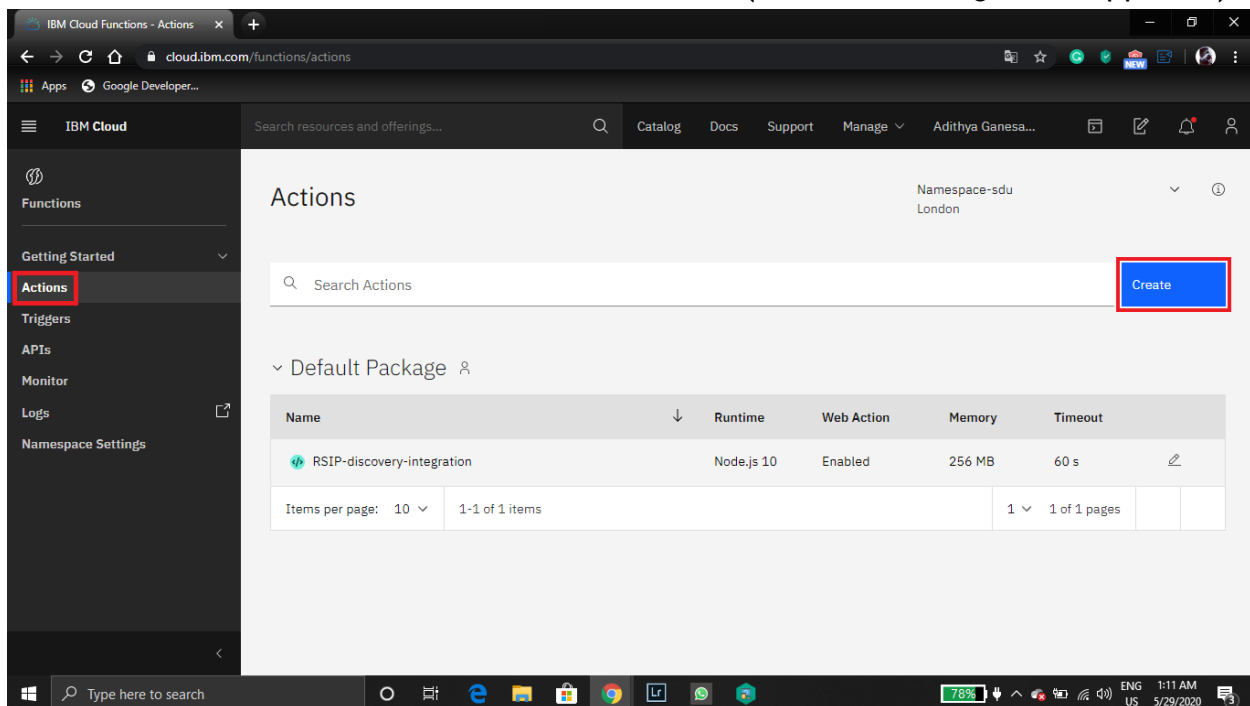 IBM Cloud Functions - Actions
cloud.ibm.com/functions/actions
NEW
Apps Google Developer...
IBM Cloud
Search resources and offerings...
Catalog Docs Support Manage Adithya Ganesa...
Functions
Getting Started
Actions
Triggers
APIs
Monitor
Logs
Namespace Settings
Actions
Namespace-sdu
London
Search Actions
Create
Default Package
Name Runtime Web Action Memory Timeout
RSIP-discovery-integration Node.js 10 Enabled 256 MB 60 s
Items per page: 10 1-1 of 1 items 1 1 of 1 pages
Type here to search
Lr
78%
ENG
US
1:11 AM
5/29/2020
3